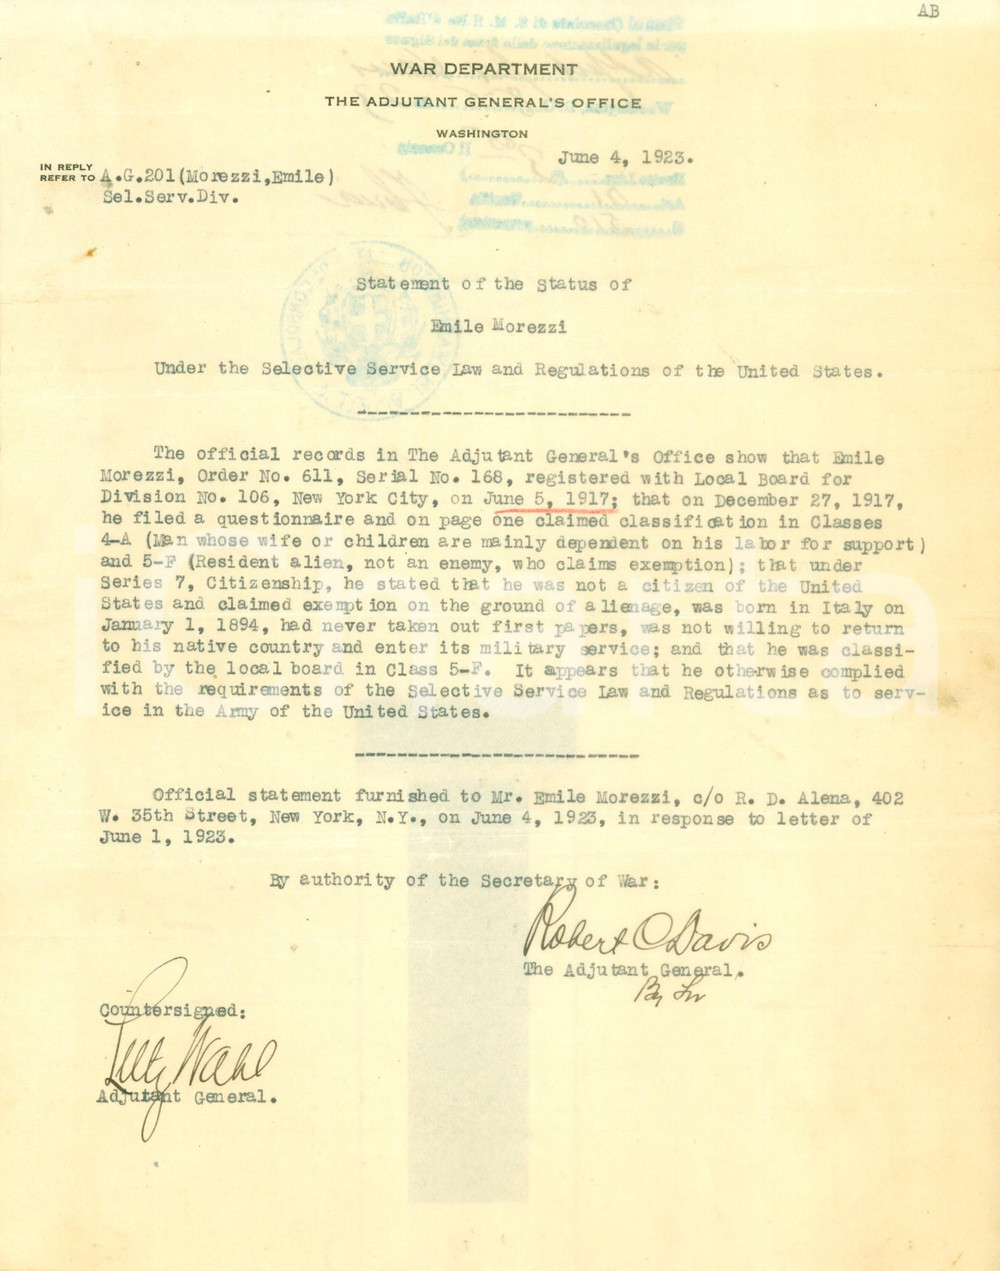 AB
WAR DEPARTMENT
THE ADJUTANT GENERAL'S OFFICE
WASHINGTON
June 4, 1923.
IN REPLY
REFER TO A.G.201(Morezzi,Emile)
Sel.Serv.Div.
Statement of the Status of
Emile Morezzi
Under the Selective Service Law and Regulations of the United States.
The official records in The Adjutant General's Office show that Emile
Morezzi, Order No. 611, Serial No. 168, registered with Local Board for
Division No. 106, New York City, on June 5, 1917; that on December 27, 1917,
he filed a questionnaire and on page one claimed classification in Classes
4-A (Man whose wife or children are mainly dependent on his labor for support)
and 5-F (Resident alien, not an enemy, who claims exemption); that under
Series 7, Citizenship, he stated that he was not a citizen of the United
States and claimed exemption on the ground of alienage, was born in Italy on
January 1, 1894, had never taken out first papers, was not willing to return
to his native country and enter its military service; and that he was classi-
fied by the local board in Class 5-F. It appears that he otherwise complied
with the requirements of the Selective Service Law and Regulations as to serv-
ice in the Army of the United States.
Official statement furnished to Mr. Emile Morezzi, c/o R. D. Alena, 402
W. 35th Street, New York, N.Y., on June 4, 1923, in response to letter of
June 1, 1923.
By authority of the Secretary of War:
Robert C Davis
The Adjutant General.
By
Countersigned:
Lutz Wahl
Adjutant General.